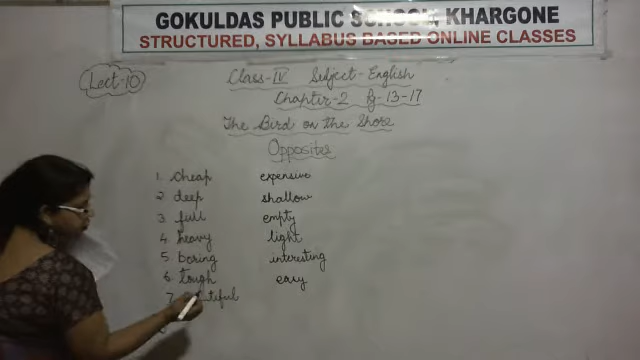 GOKULDAS PUBLIC SCHOOL, KHARGONE
STRUCTURED, SYLLABUS BASED ONLINE CLASSES
Lect-10
Class-IV Subject-English
Chapter-2 Pg-13-17
The Bird on the Shore
Opposites
1. cheap expensive
2. deep shallow
3. full empty
4. heavy light
5. boring interesting
6. tough easy
7.